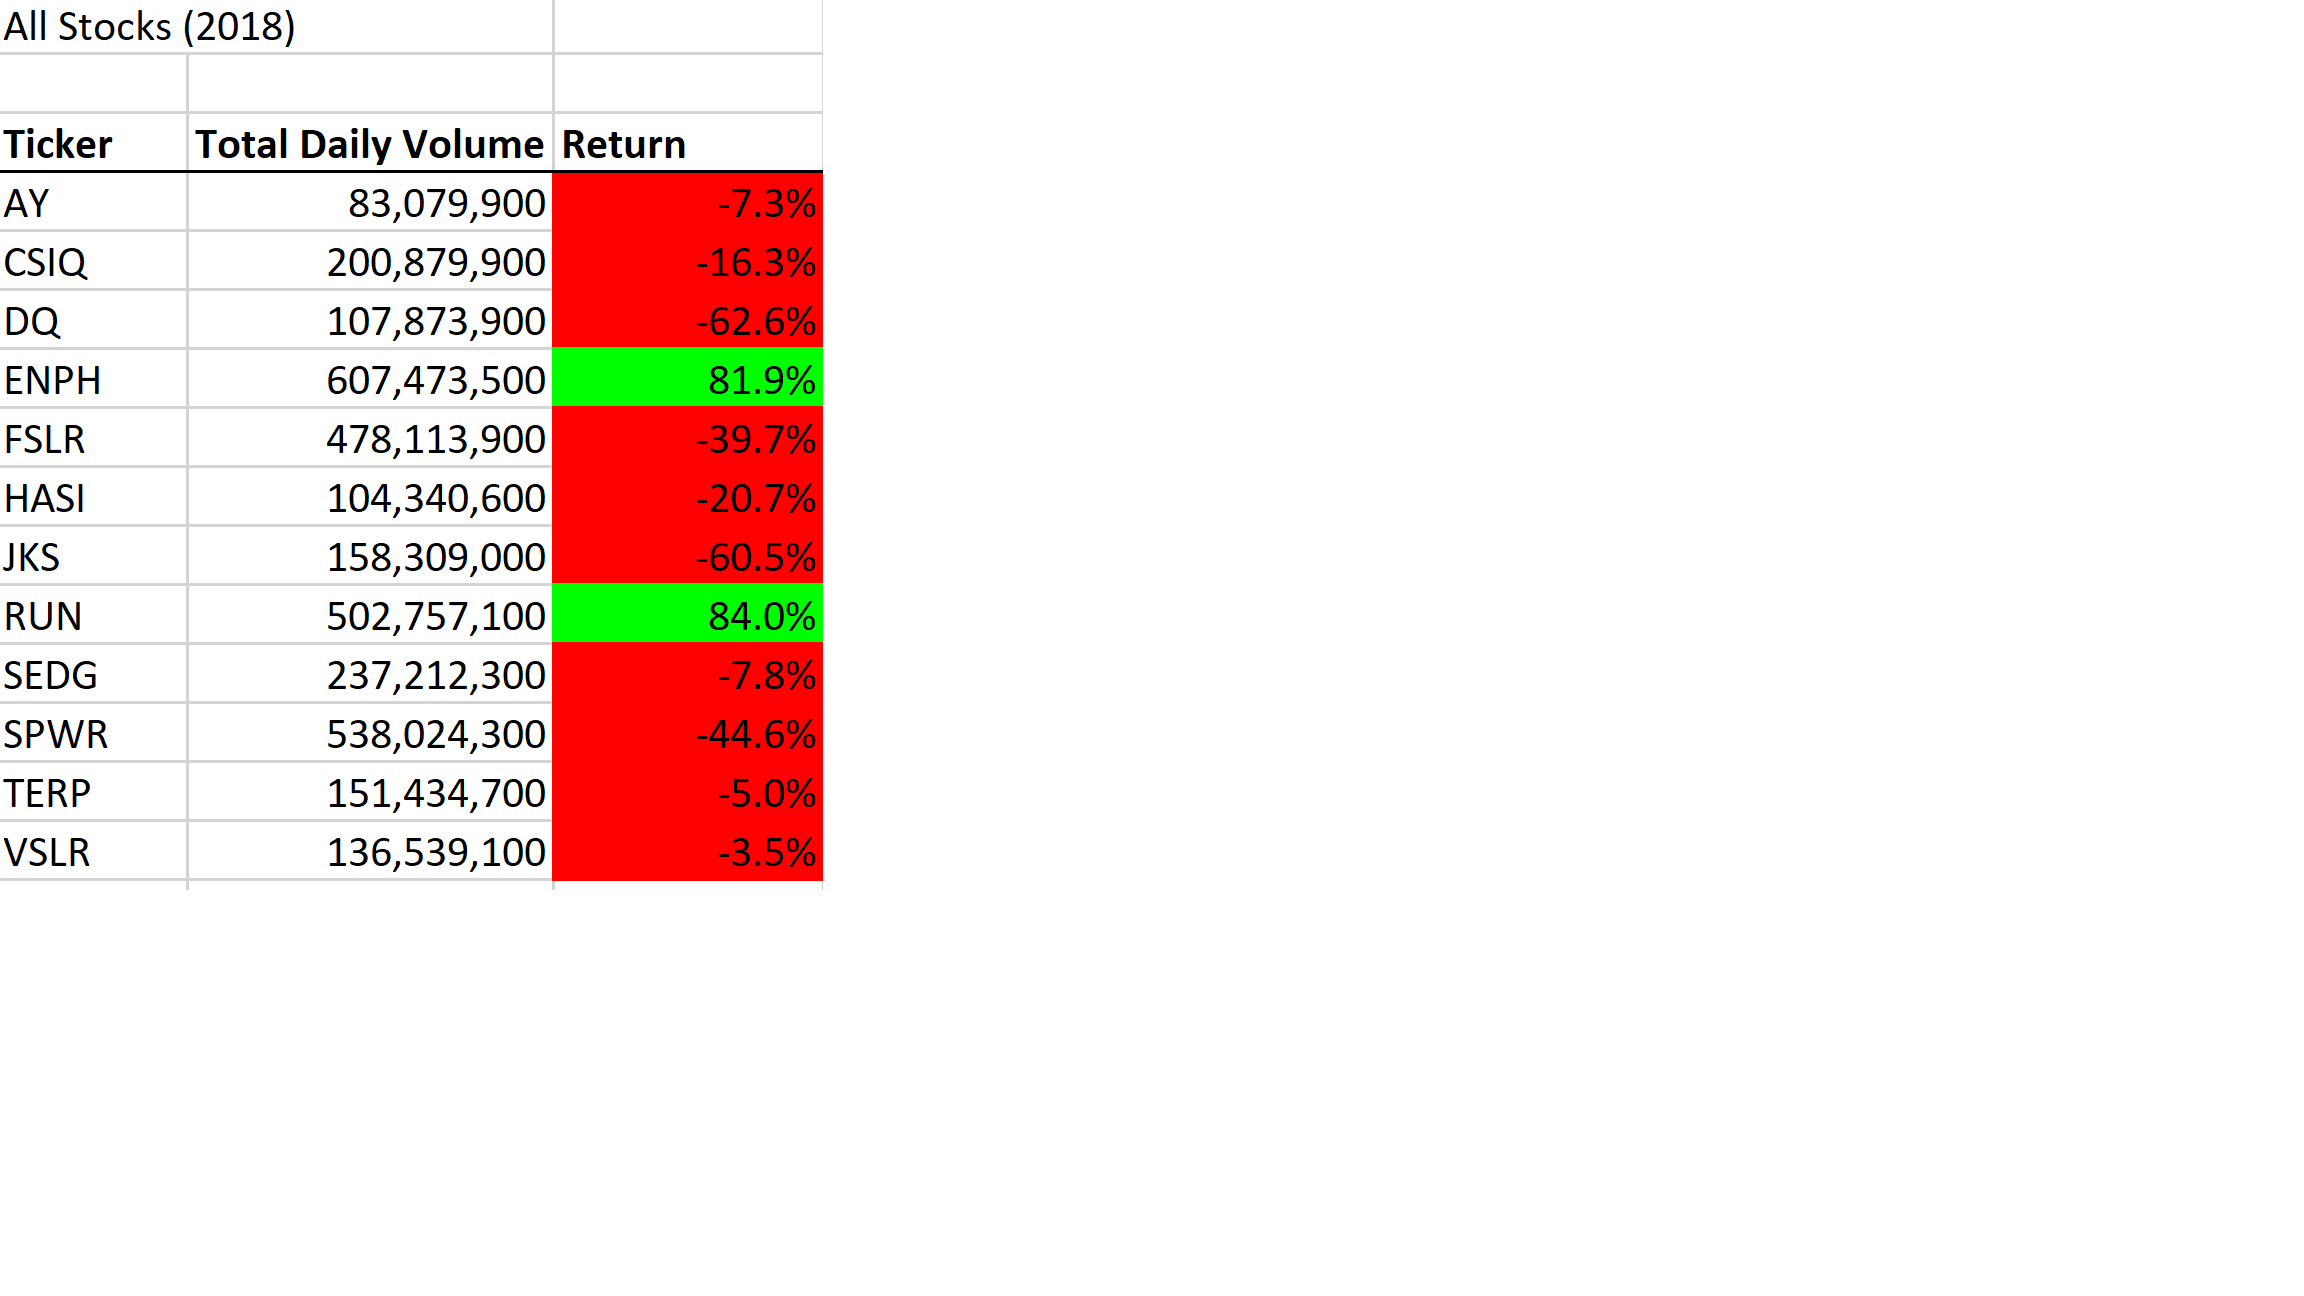 All Stocks (2018)
Ticker Total Daily Volume Return
AY 83,079,900 -7.3%
CSIQ 200,879,900 -16.3%
DQ 107,873,900 -62.6%
ENPH 607,473,500 81.9%
FSLR 478,113,900 -39.7%
HASI 104,340,600 -20.7%
JKS 158,309,000 -60.5%
RUN 502,757,100 84.0%
SEDG 237,212,300 -7.8%
SPWR 538,024,300 -44.6%
TERP 151,434,700 -5.0%
VSLR 136,539,100 -3.5%